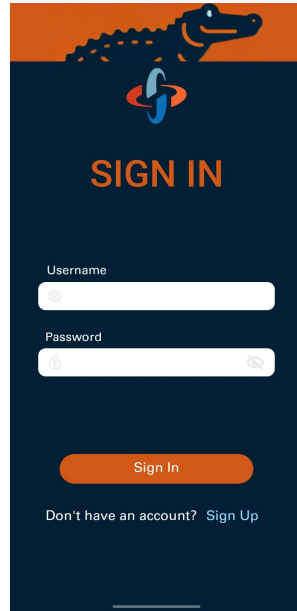 SIGN IN
Username
Password
Sign In
Don't have an account? Sign Up